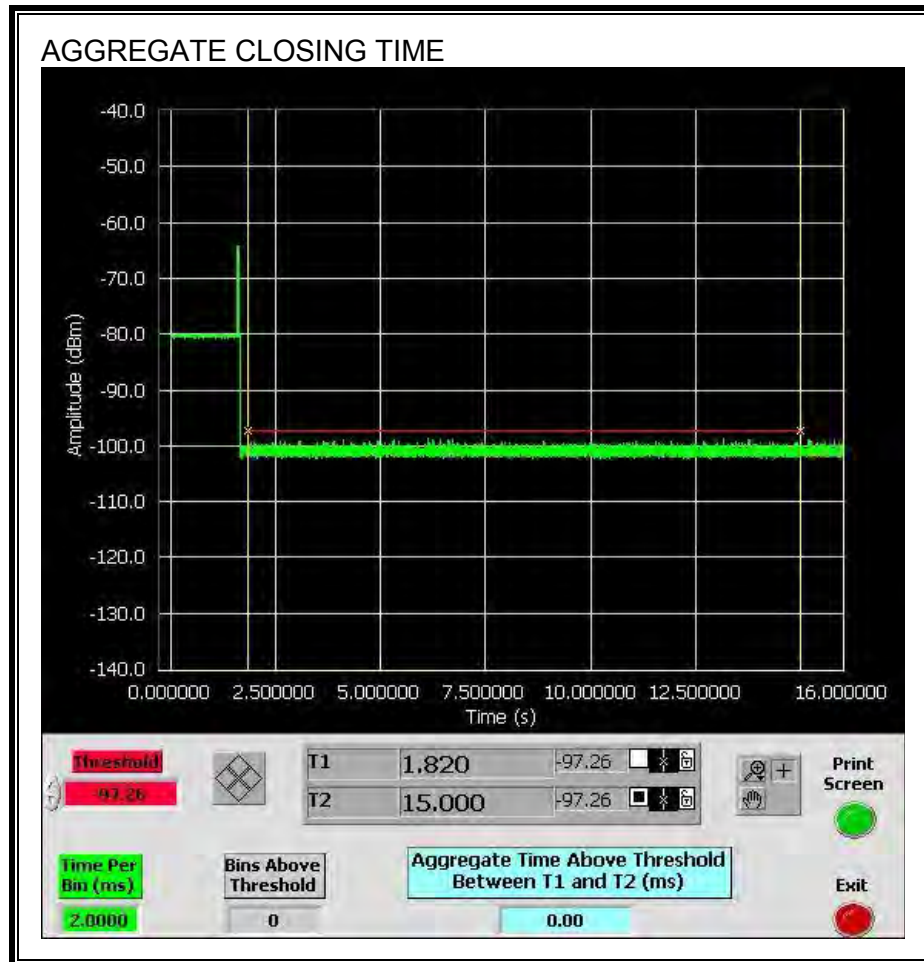 AGGREGATE CLOSING TIME
-40.0
-50.0
-60.0
-70.0
-80.0
-90.0
-100.0
-110.0
-120.0
-130.0
-140.0
Amplitude (dBm)
0.000000 2.500000 5.000000 7.500000 10.000000 12.500000 16.000000
Time (s)
Threshold
-97.26
T1 1.820 -97.26
T2 15.000 -97.26
Print
Screen
Time Per
Bin (ms)
2.0000
Bins Above
Threshold
0
Aggregate Time Above Threshold
Between T1 and T2 (ms)
0.00
Exit